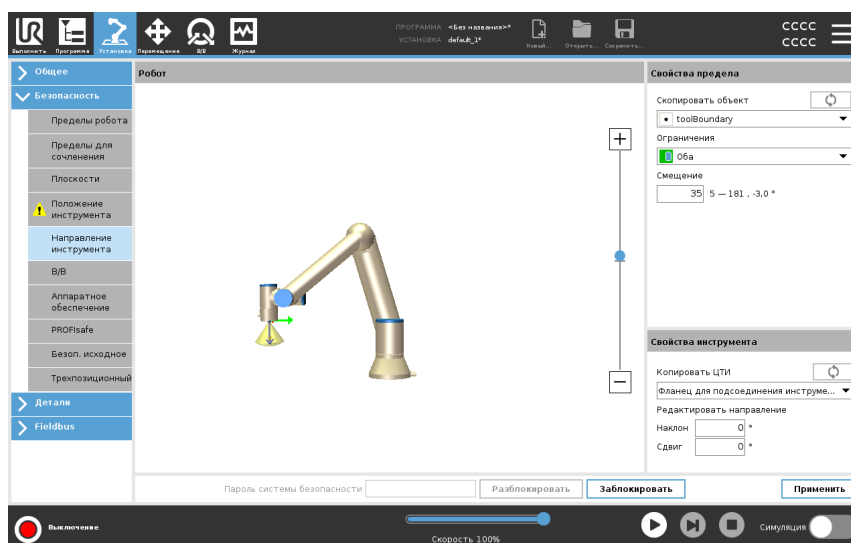 ПРОГРАММА <Без названия>*
УСТАНОВКА default_1*
Выполнить Программа Установка Перемещение В/В Журнал
Новый... Открыть... Сохранить...
CCCC
CCCC
Общее
Безопасность
Пределы робота
Пределы для
сочленения
Плоскости
Положение
инструмента
Направление
инструмента
В/В
Аппаратное
обеспечение
PROFIsafe
Безоп. исходное
Трехпозиционный
Детали
Fieldbus
Робот
Свойства предела
Скопировать объект
toolBoundary
Ограничения
Оба
Смещение
35 5 — 181 , -3,0 °
Свойства инструмента
Копировать ЦТИ
Фланец для подсоединения инструме...
Редактировать направление
Наклон 0 °
Сдвиг 0 °
Пароль системы безопасности Разблокировать Заблокировать Применить
Выключение
Скорость 100%
Симуляция